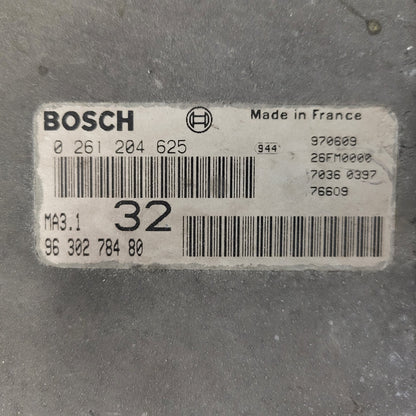 BOSCH Made in France
0 261 204 625 944 970609
26FM0000
7036 0397
76609
MA3.1 32
96 302 784 80